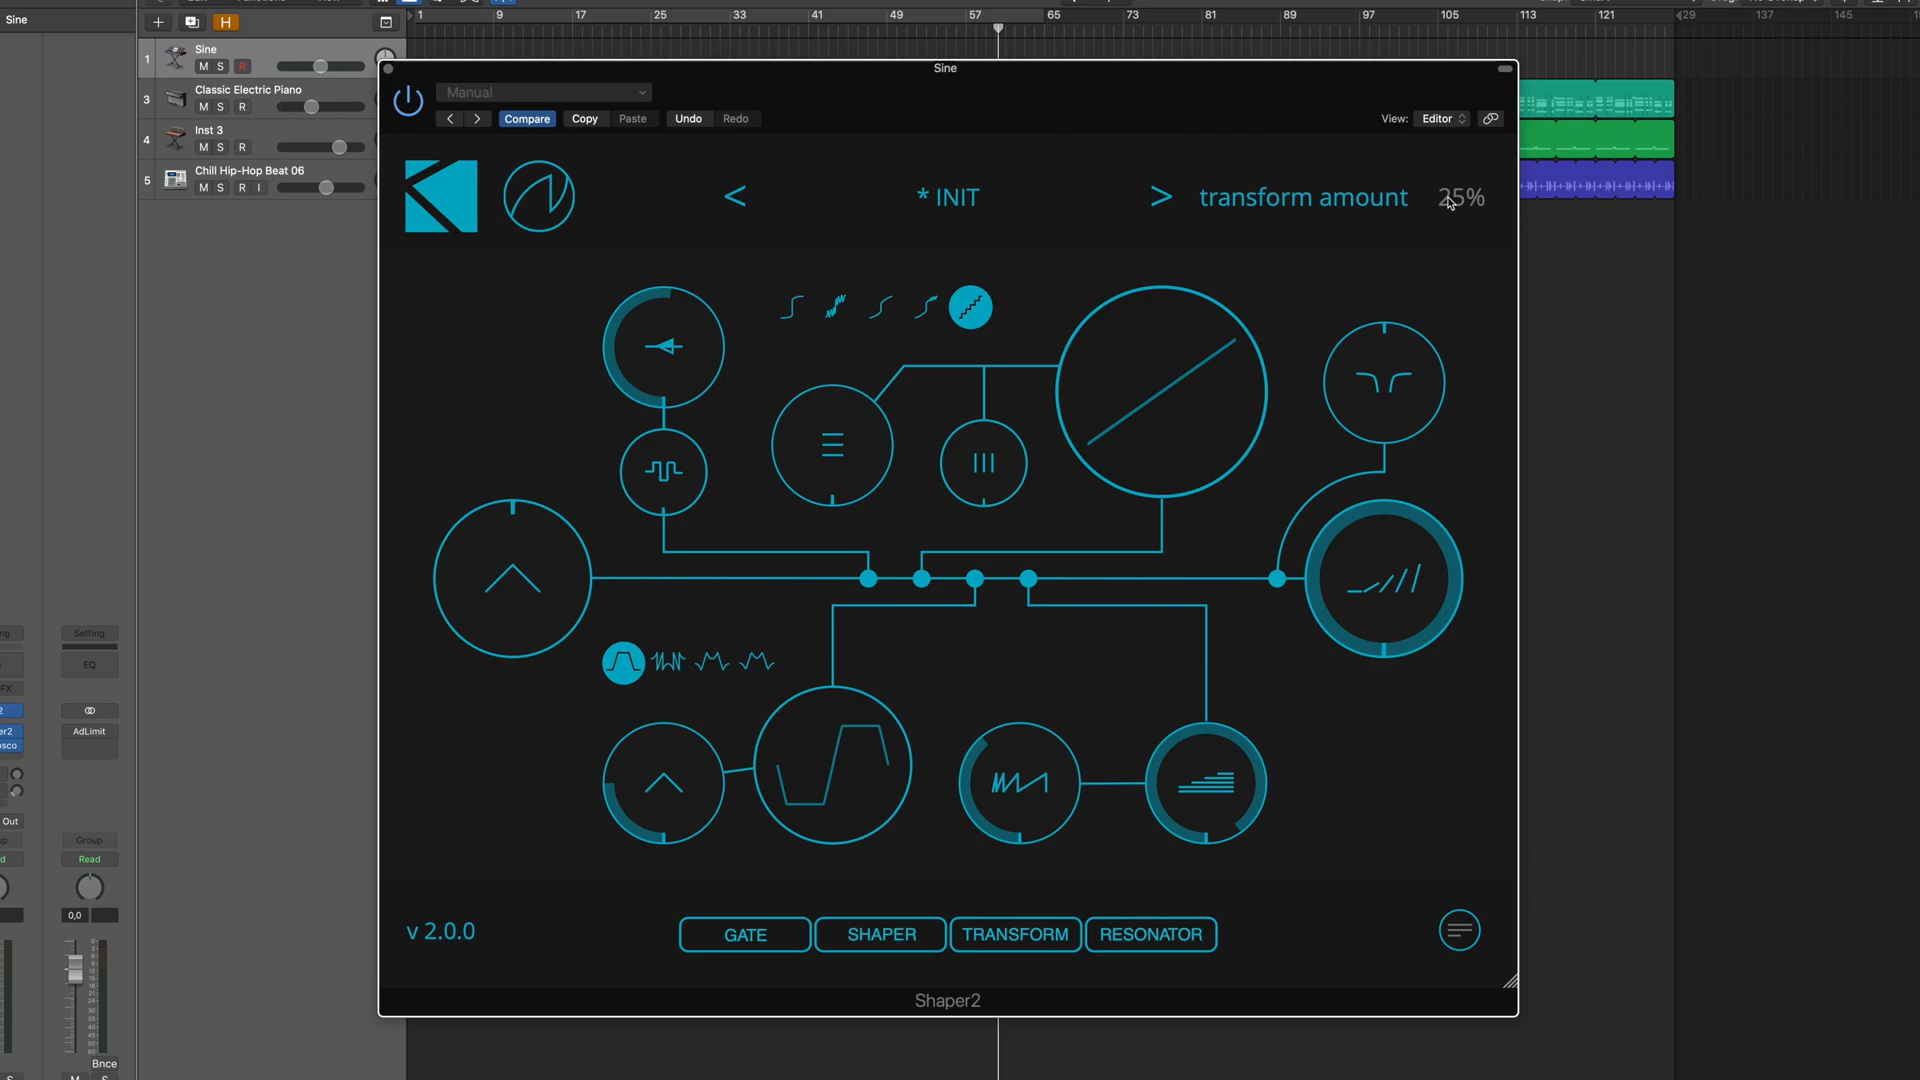 Sine
H
1 9 17 25 33 41 49 57 65 73 81 89 97 105 113 121 129 137 145
1 Sine
M S R
3 Classic Electric Piano
M S R
4 Inst 3
M S R
5 Chill Hip-Hop Beat 06
M S R I
Sine
Manual
Compare Copy Paste Undo Redo
View: Editor
< * INIT > transform amount 25%
Setting
EQ
FX
AdLimit
Out
Group
Read
0,0
Bnce
M S
v 2.0.0
GATE SHAPER TRANSFORM RESONATOR
Shaper2